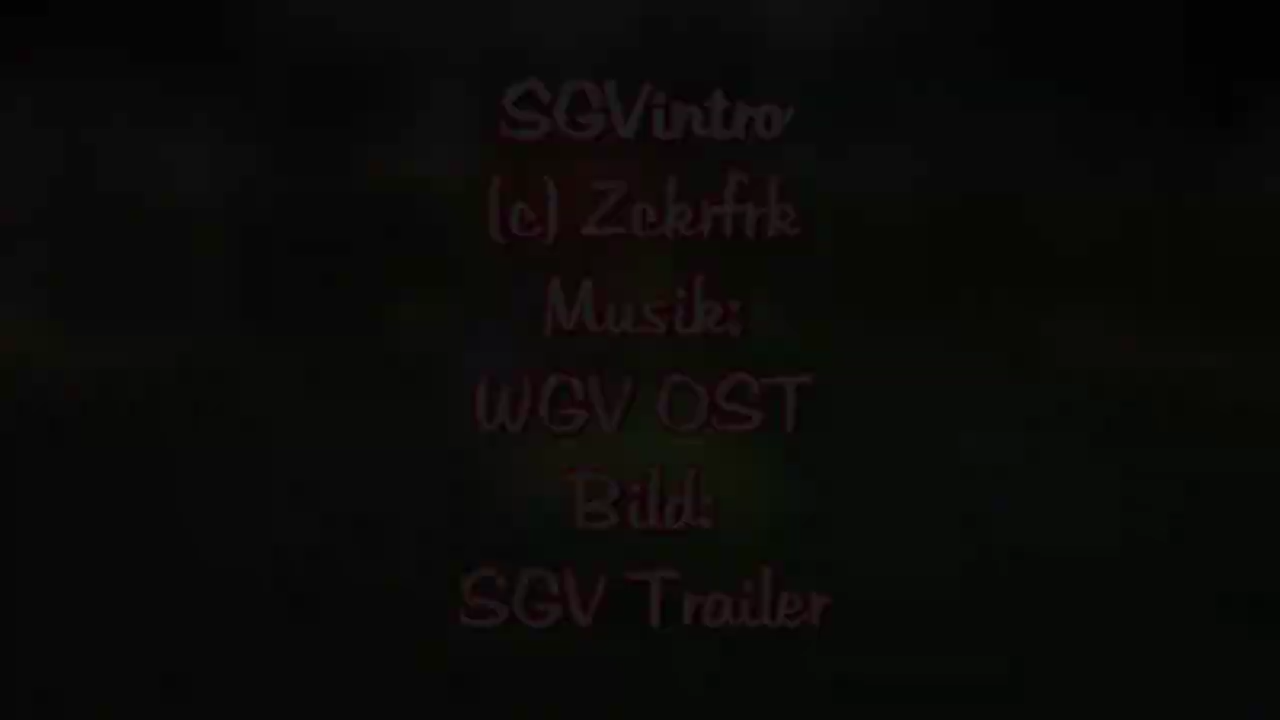 SGVintro
(c) Zckrfrk
Musik:
WGV OST
Bild:
SGV Trailer